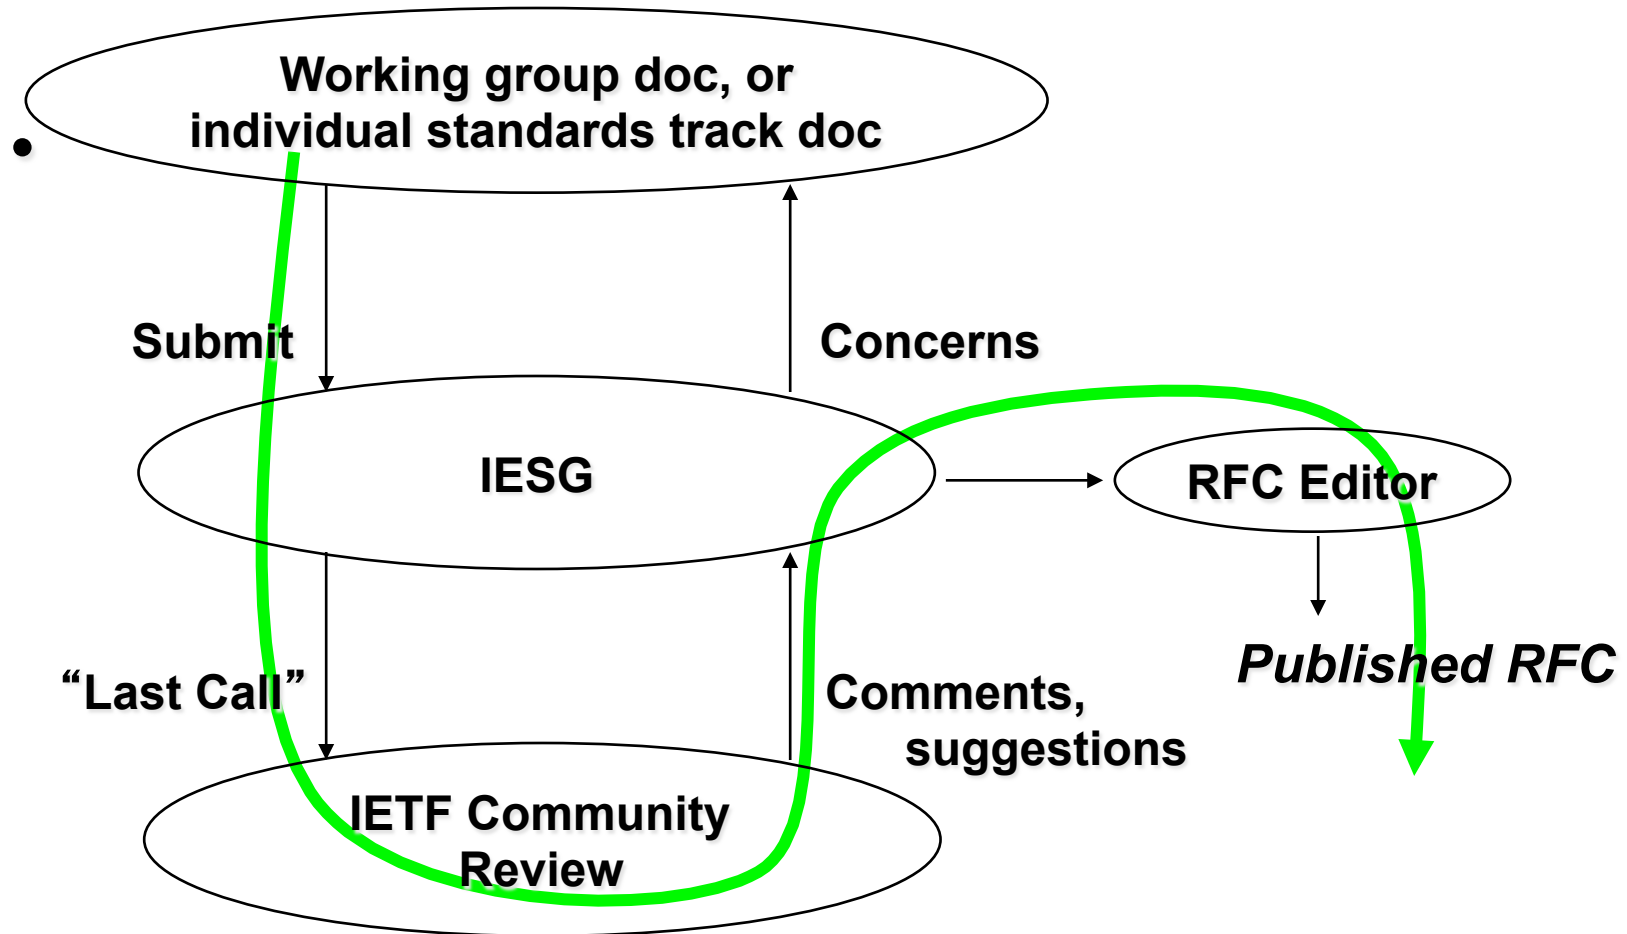 Working group doc, or
individual standards track doc
•
Submit
Concerns
IESG
RFC Editor
Published RFC
“Last Call”
Comments,
suggestions
IETF Community
Review